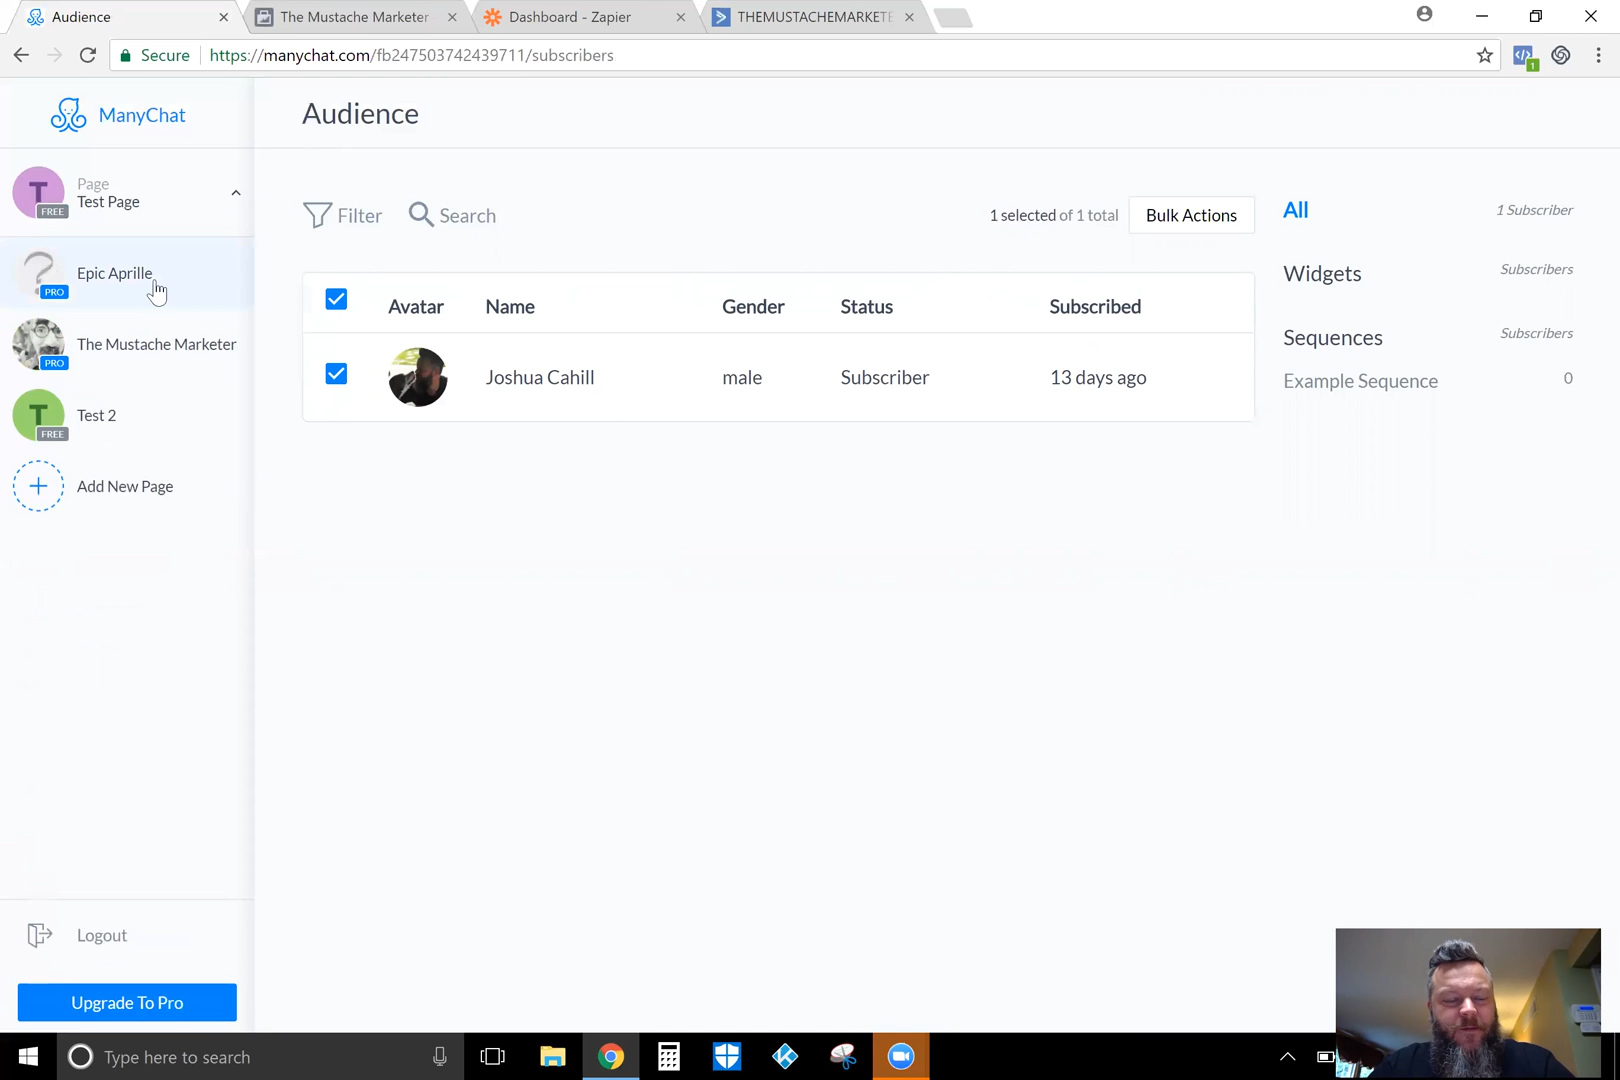 Audience
The Mustache Marketer
Dashboard - Zapier
THEMUSTACHEMARKETE
Secure
https://manychat.com/fb247503742439711/subscribers
1
ManyChat
Audience
T
FREE
Page
Test Page
Epic Aprille
PRO
The Mustache Marketer
PRO
T
FREE
Test 2
Add New Page
Logout
Upgrade To Pro
Filter
Search
1 selected of 1 total
Bulk Actions
Avatar
Name
Gender
Status
Subscribed
Joshua Cahill
male
Subscriber
13 days ago
All
1 Subscriber
Widgets
Subscribers
Sequences
Subscribers
Example Sequence
0
Type here to search